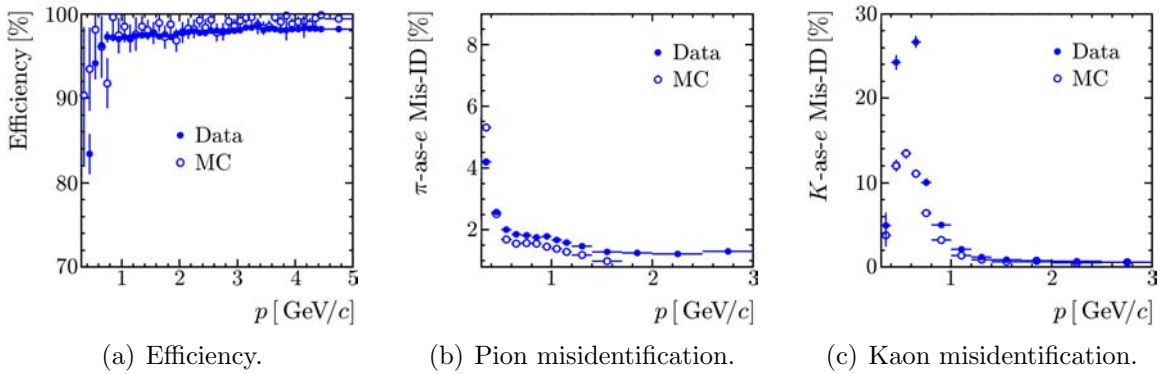 Efficiency [%]
100
90
80
70
1
2
3
4
5
Data
MC
p [ GeV/c]
π-as-e Mis-ID [%]
8
6
4
2
1
2
3
Data
MC
p [ GeV/c]
K-as-e Mis-ID [%]
30
20
10
0
1
2
3
Data
MC
p [ GeV/c]
(a) Efficiency.
(b) Pion misidentification.
(c) Kaon misidentification.